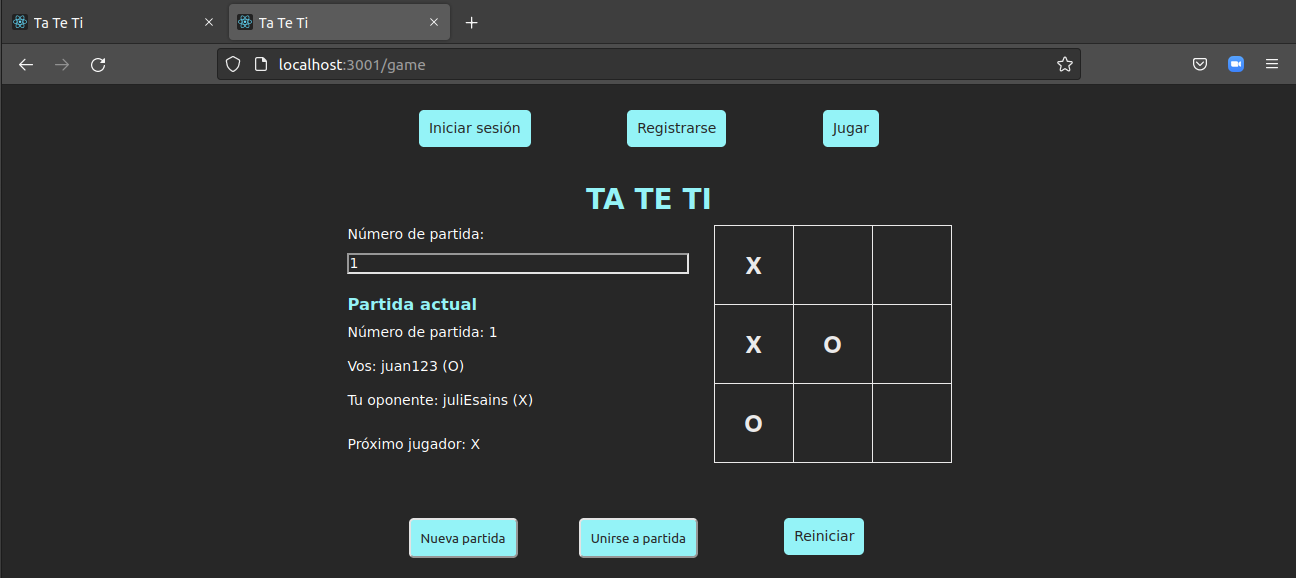 Ta Te Ti
Ta Te Ti
localhost:3001/game
Iniciar sesión
Registrarse
Jugar
TA TE TI
Número de partida:
1
Partida actual
Número de partida: 1
Vos: juan123 (O)
Tu oponente: juliEsains (X)
Próximo jugador: X
X
X O
O
Nueva partida
Unirse a partida
Reiniciar